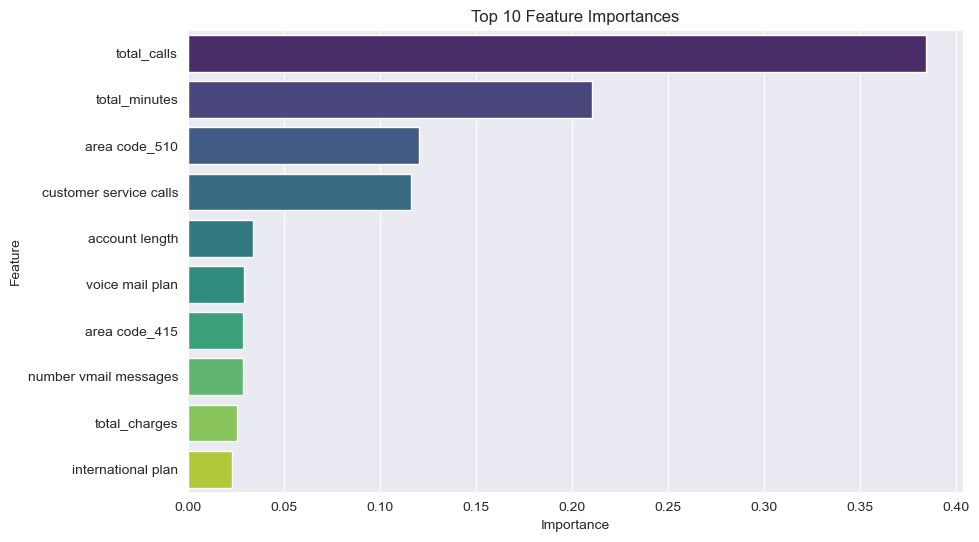 Top 10 Feature Importances
Feature
total_calls
total_minutes
area code_510
customer service calls
account length
voice mail plan
area code_415
number vmail messages
total_charges
international plan
0.00 0.05 0.10 0.15 0.20 0.25 0.30 0.35 0.40
Importance